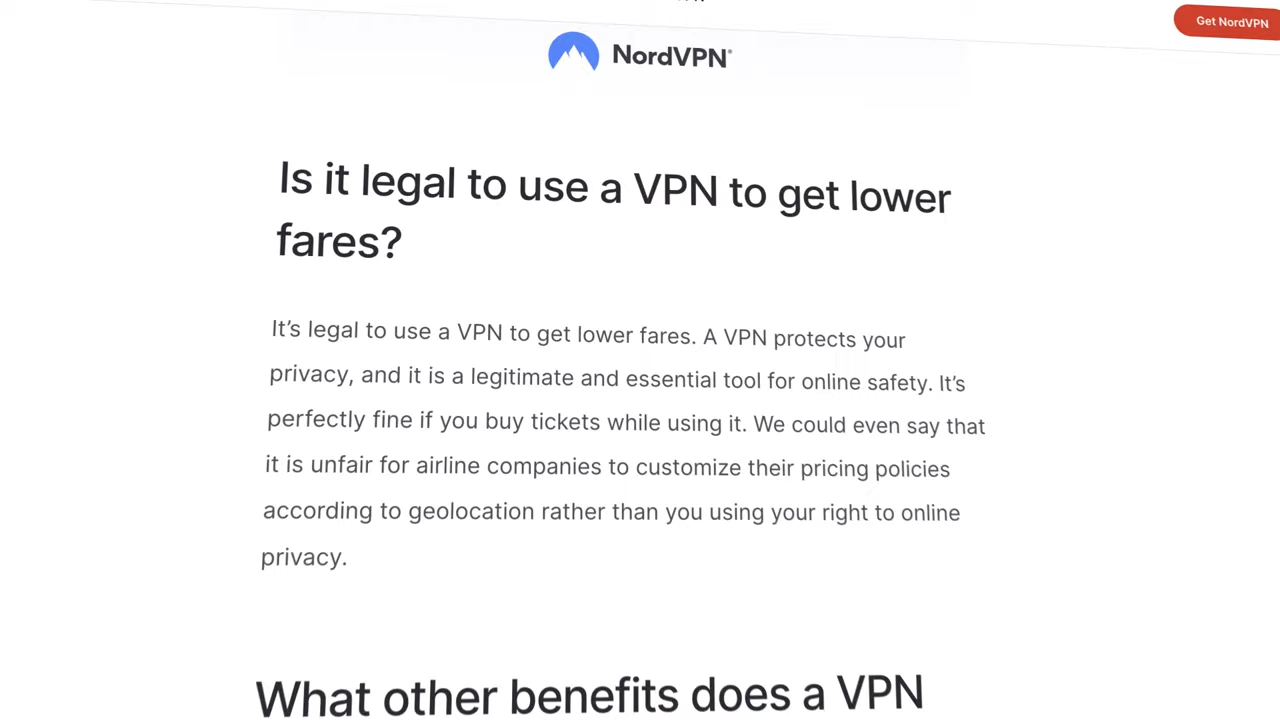 Get NordVPN
NordVPN®
Is it legal to use a VPN to get lower
fares?
It’s legal to use a VPN to get lower fares. A VPN protects your
privacy, and it is a legitimate and essential tool for online safety. It’s
perfectly fine if you buy tickets while using it. We could even say that
it is unfair for airline companies to customize their pricing policies
according to geolocation rather than you using your right to online
privacy.
What other benefits does a VPN